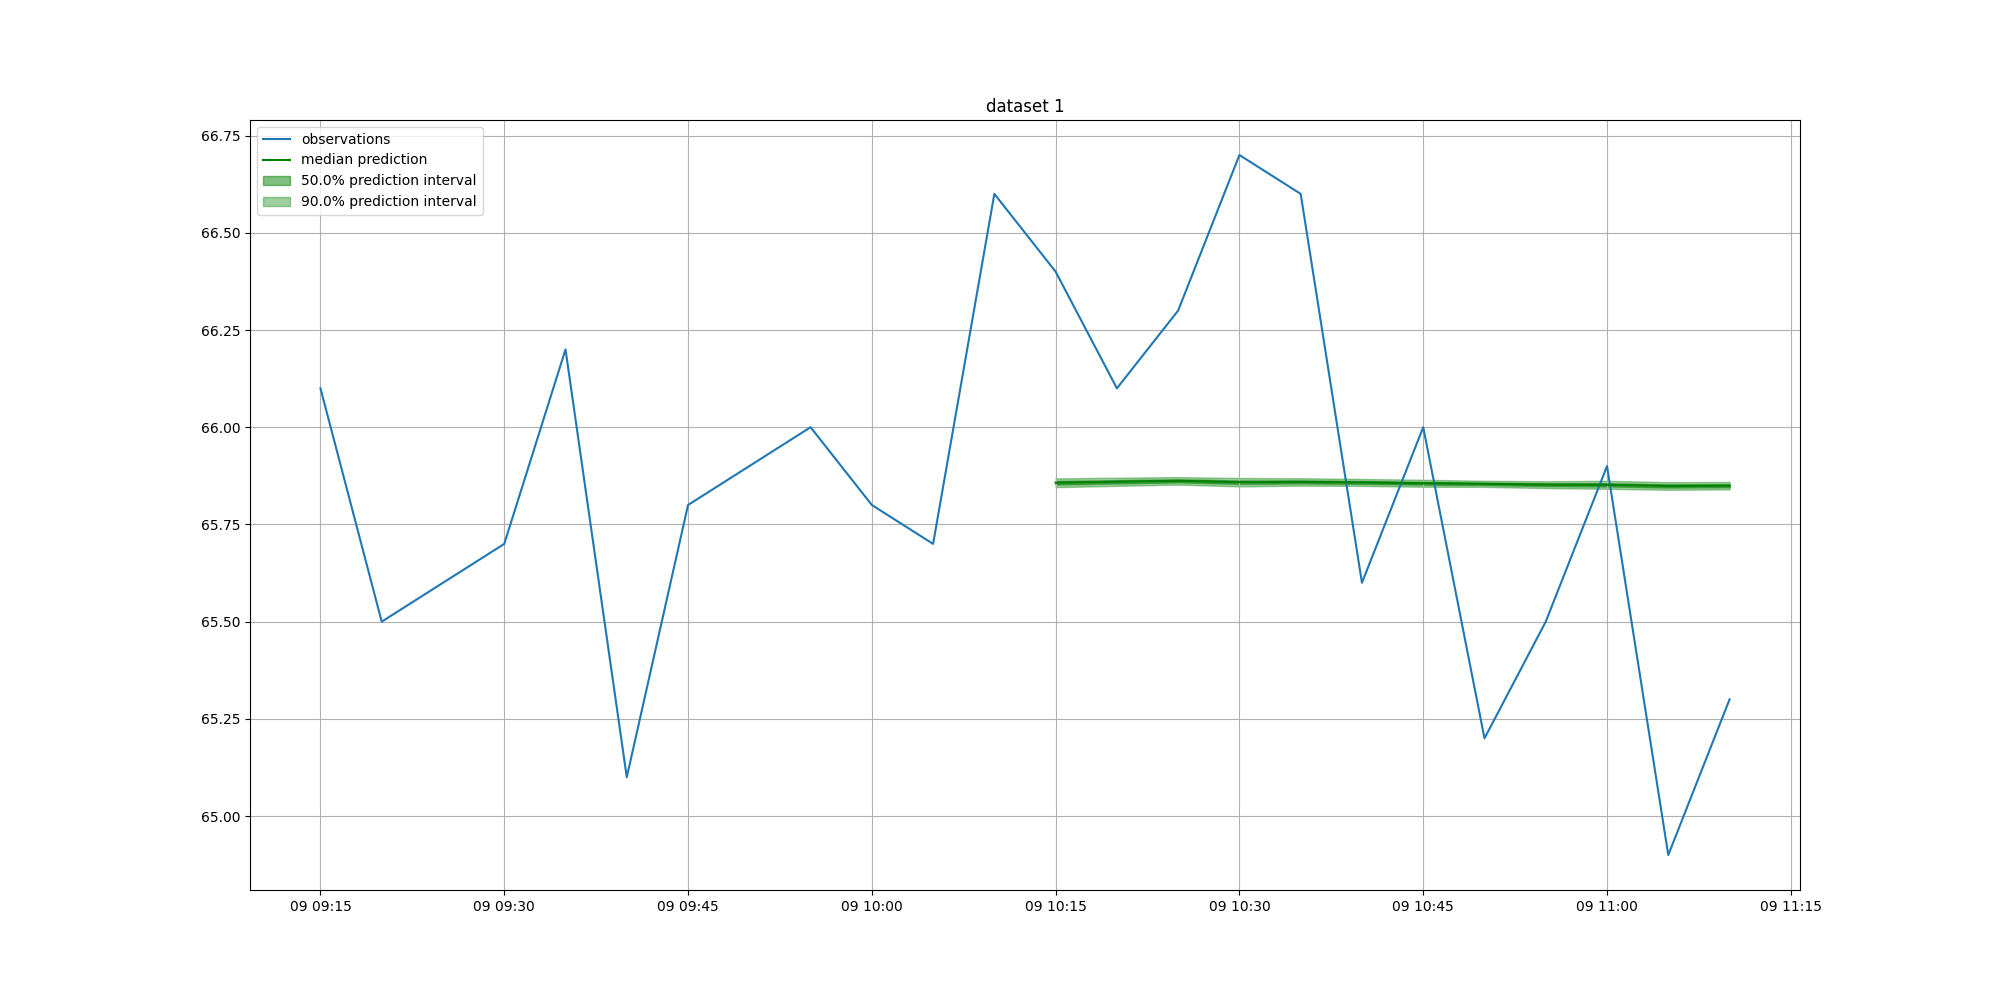 dataset 1
observations
median prediction
50.0% prediction interval
90.0% prediction interval
66.75
66.50
66.25
66.00
65.75
65.50
65.25
65.00
09 09:15 09 09:30 09 09:45 09 10:00 09 10:15 09 10:30 09 10:45 09 11:00 09 11:15